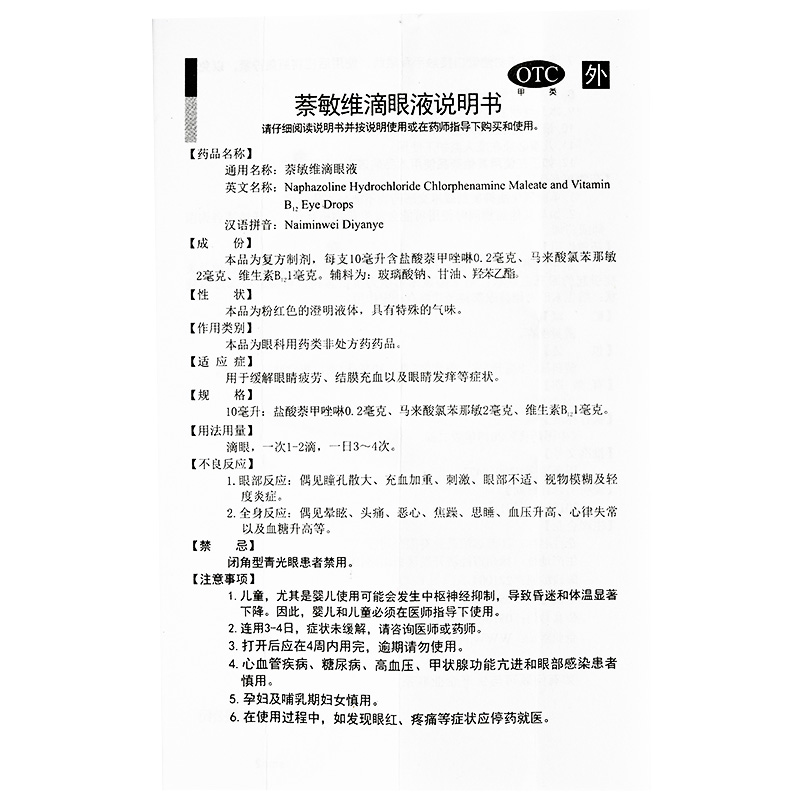 OTC
甲 类
外
萘敏维滴眼液说明书
请仔细阅读说明书并按说明使用或在药师指导下购买和使用。
【药品名称】
通用名称：萘敏维滴眼液
英文名称：Naphazoline Hydrochloride Chlorphenamine Maleate and Vitamin
B₁₂ Eye Drops
汉语拼音：Naiminwei Diyanye
【成 份】
本品为复方制剂，每支10毫升含盐酸萘甲唑啉0.2毫克、马来酸氯苯那敏
2毫克、维生素B₁₂1毫克。辅料为：玻璃酸钠、甘油、羟苯乙酯。
【性 状】
本品为粉红色的澄明液体，具有特殊的气味。
【作用类别】
本品为眼科用药类非处方药药品。
【适 应 症】
用于缓解眼睛疲劳、结膜充血以及眼睛发痒等症状。
【规 格】
10毫升：盐酸萘甲唑啉0.2毫克、马来酸氯苯那敏2毫克、维生素B₁₂1毫克。
【用法用量】
滴眼，一次1-2滴，一日3～4次。
【不良反应】
1.眼部反应：偶见瞳孔散大、充血加重、刺激、眼部不适、视物模糊及轻
度炎症。
2.全身反应：偶见晕眩、头痛、恶心、焦躁、思睡、血压升高、心律失常
以及血糖升高等。
【禁 忌】
闭角型青光眼患者禁用。
【注意事项】
1.儿童，尤其是婴儿使用可能会发生中枢神经抑制，导致昏迷和体温显著
下降。因此，婴儿和儿童必须在医师指导下使用。
2.连用3-4日，症状未缓解，请咨询医师或药师。
3.打开后应在4周内用完，逾期请勿使用。
4.心血管疾病、糖尿病、高血压、甲状腺功能亢进和眼部感染患者
慎用。
5.孕妇及哺乳期妇女慎用。
6.在使用过程中，如发现眼红、疼痛等症状应停药就医。